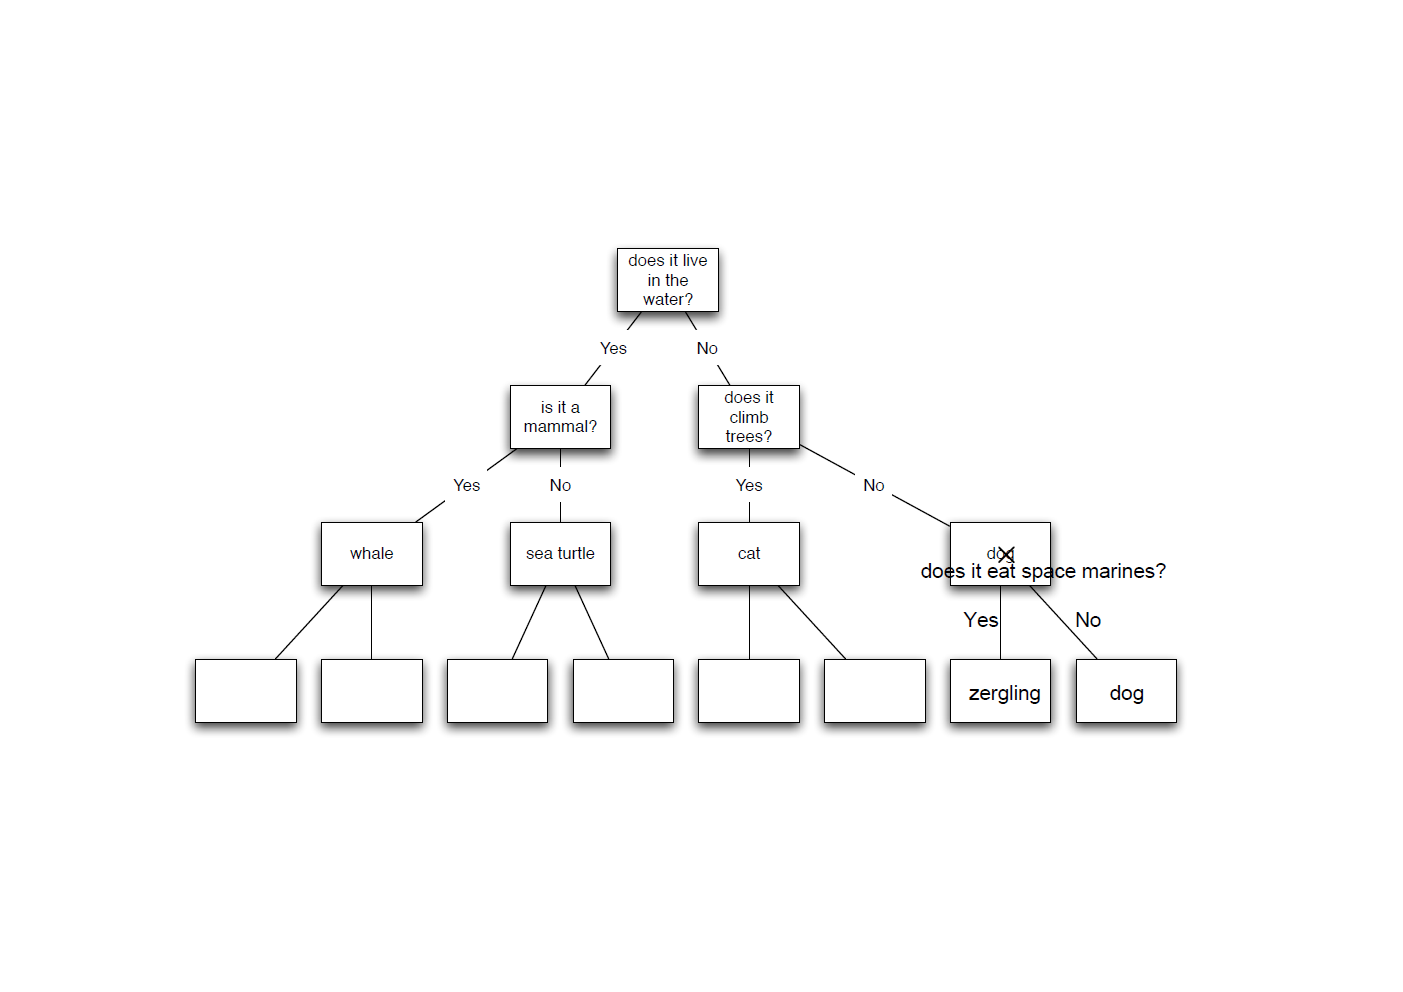 does it live
in the
water?
Yes
No
is it a
mammal?
does it
climb
trees?
Yes
No
Yes
No
whale
sea turtle
cat
dog
does it eat space marines?
Yes
No
zergling
dog